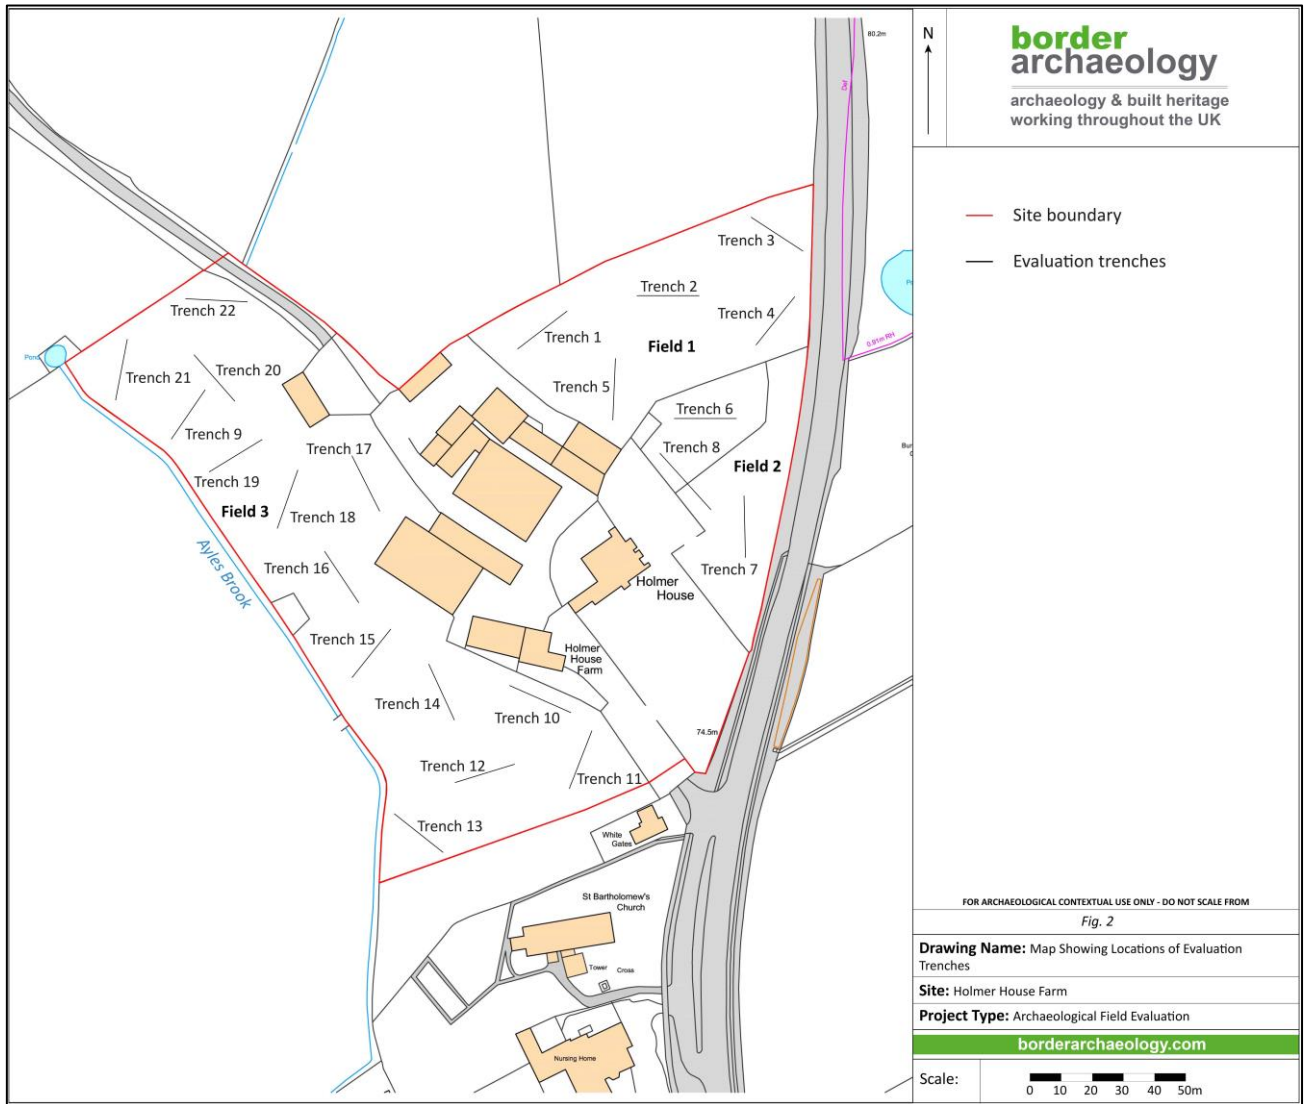 80.2m
Def
N
border
archaeology
archaeology & built heritage
working throughout the UK
Site boundary
Evaluation trenches
Trench 3
Trench 2
Trench 4
Trench 1
Field 1
0.91m RH
Trench 22
Pond
Trench 20
Trench 21
Trench 5
Trench 6
Trench 9
Trench 17
Trench 8
Field 2
Trench 19
Field 3
Trench 18
Ayles Brook
Trench 16
Trench 7
Holmer
House
Trench 15
Holmer
House
Farm
Trench 14
Trench 10
74.5m
Trench 12
Trench 11
Trench 13
White
Gates
St Bartholomew's
Church
Tower
Cross
Nursing Home
FOR ARCHAEOLOGICAL CONTEXTUAL USE ONLY - DO NOT SCALE FROM
Fig. 2
Drawing Name: Map Showing Locations of Evaluation
Trenches
Site: Holmer House Farm
Project Type: Archaeological Field Evaluation
borderarchaeology.com
Scale:
0 10 20 30 40 50m